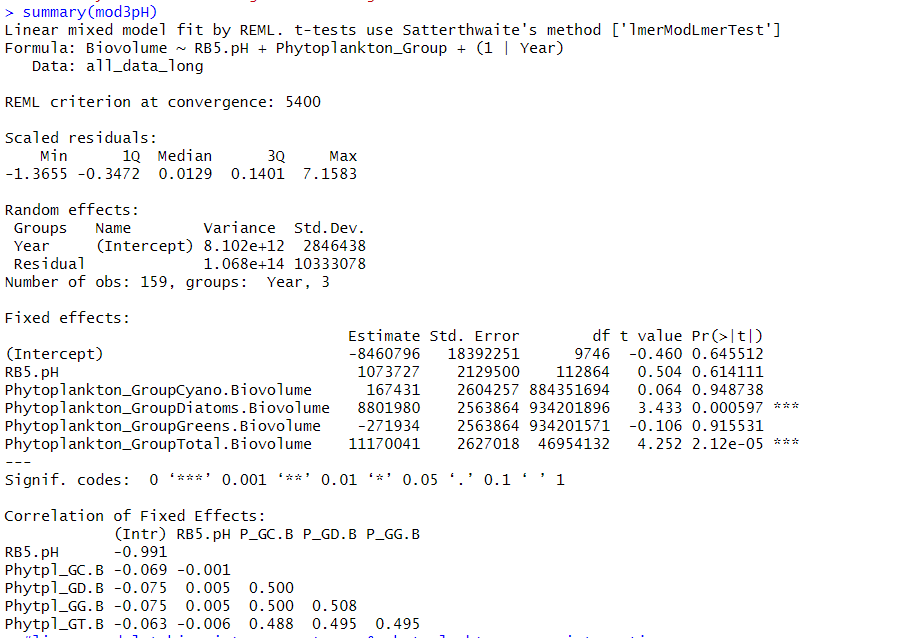 > summary(mod3pH)
Linear mixed model fit by REML. t-tests use Satterthwaite's method ['lmerModLmerTest']
Formula: Biovolume ~ RB5.pH + Phytoplankton_Group + (1 | Year)
   Data: all_data_long

REML criterion at convergence: 5400

Scaled residuals:
    Min      1Q  Median      3Q     Max
-1.3655 -0.3472  0.0129  0.1401  7.1583

Random effects:
 Groups   Name        Variance  Std.Dev.
 Year     (Intercept) 8.102e+12  2846438
 Residual             1.068e+14 10333078
Number of obs: 159, groups:  Year, 3

Fixed effects:
                                      Estimate Std. Error        df t value Pr(>|t|)
(Intercept)                           -8460796   18392251      9746  -0.460 0.645512
RB5.pH                                 1073727    2129500    112864   0.504 0.614111
Phytoplankton_GroupCyano.Biovolume      167431    2604257 884351694   0.064 0.948738
Phytoplankton_GroupDiatoms.Biovolume   8801980    2563864 934201896   3.433 0.000597 ***
Phytoplankton_GroupGreens.Biovolume    -271934    2563864 934201571  -0.106 0.915531
Phytoplankton_GroupTotal.Biovolume    11170041    2627018  46954132   4.252 2.12e-05 ***
---
Signif. codes:  0 ‘***’ 0.001 ‘**’ 0.01 ‘*’ 0.05 ‘.’ 0.1 ‘ ’ 1

Correlation of Fixed Effects:
            (Intr) RB5.pH P_GC.B P_GD.B P_GG.B
RB5.pH      -0.991
Phytpl_GC.B -0.069 -0.001
Phytpl_GD.B -0.075  0.005  0.500
Phytpl_GG.B -0.075  0.005  0.500  0.508
Phytpl_GT.B -0.063 -0.006  0.488  0.495  0.495